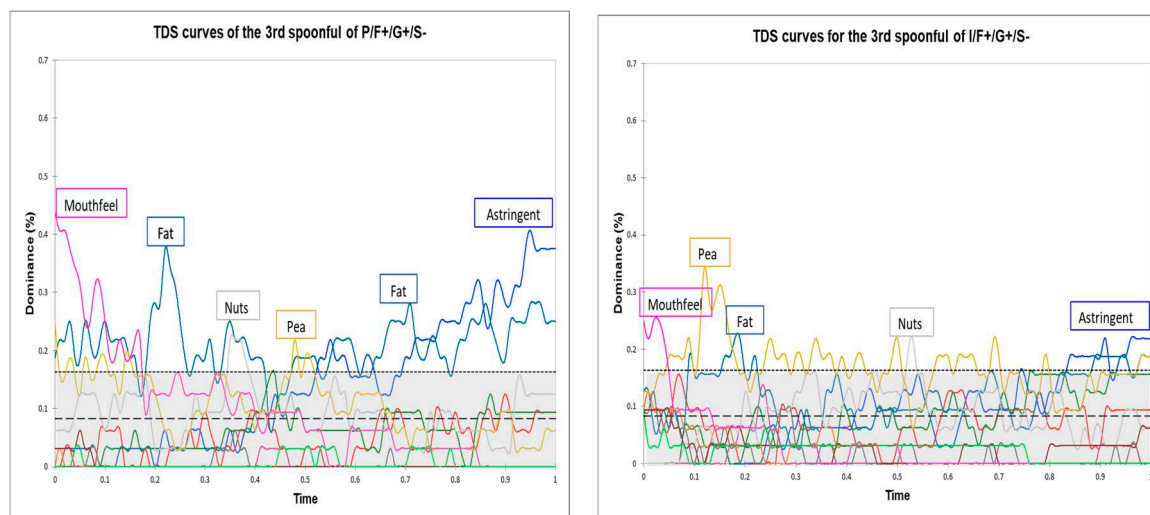 TDS curves of the 3rd spoonful of P/F+/G+/S-
0.7
0.6
0.5
0.4
0.3
0.2
0.1
0
Dominance (%)
Mouthfeel
Fat
Nuts
Pea
Fat
Astringent
0 0.1 0.2 0.3 0.4 0.5 0.6 0.7 0.8 0.9 1
Time
TDS curves for the 3rd spoonful of I/F+/G+/S-
0.7
0.6
0.5
0.4
0.3
0.2
0.1
0
Dominance (%)
Mouthfeel
Pea
Fat
Nuts
Astringent
0 0.1 0.2 0.3 0.4 0.5 0.6 0.7 0.8 0.9 1
Time